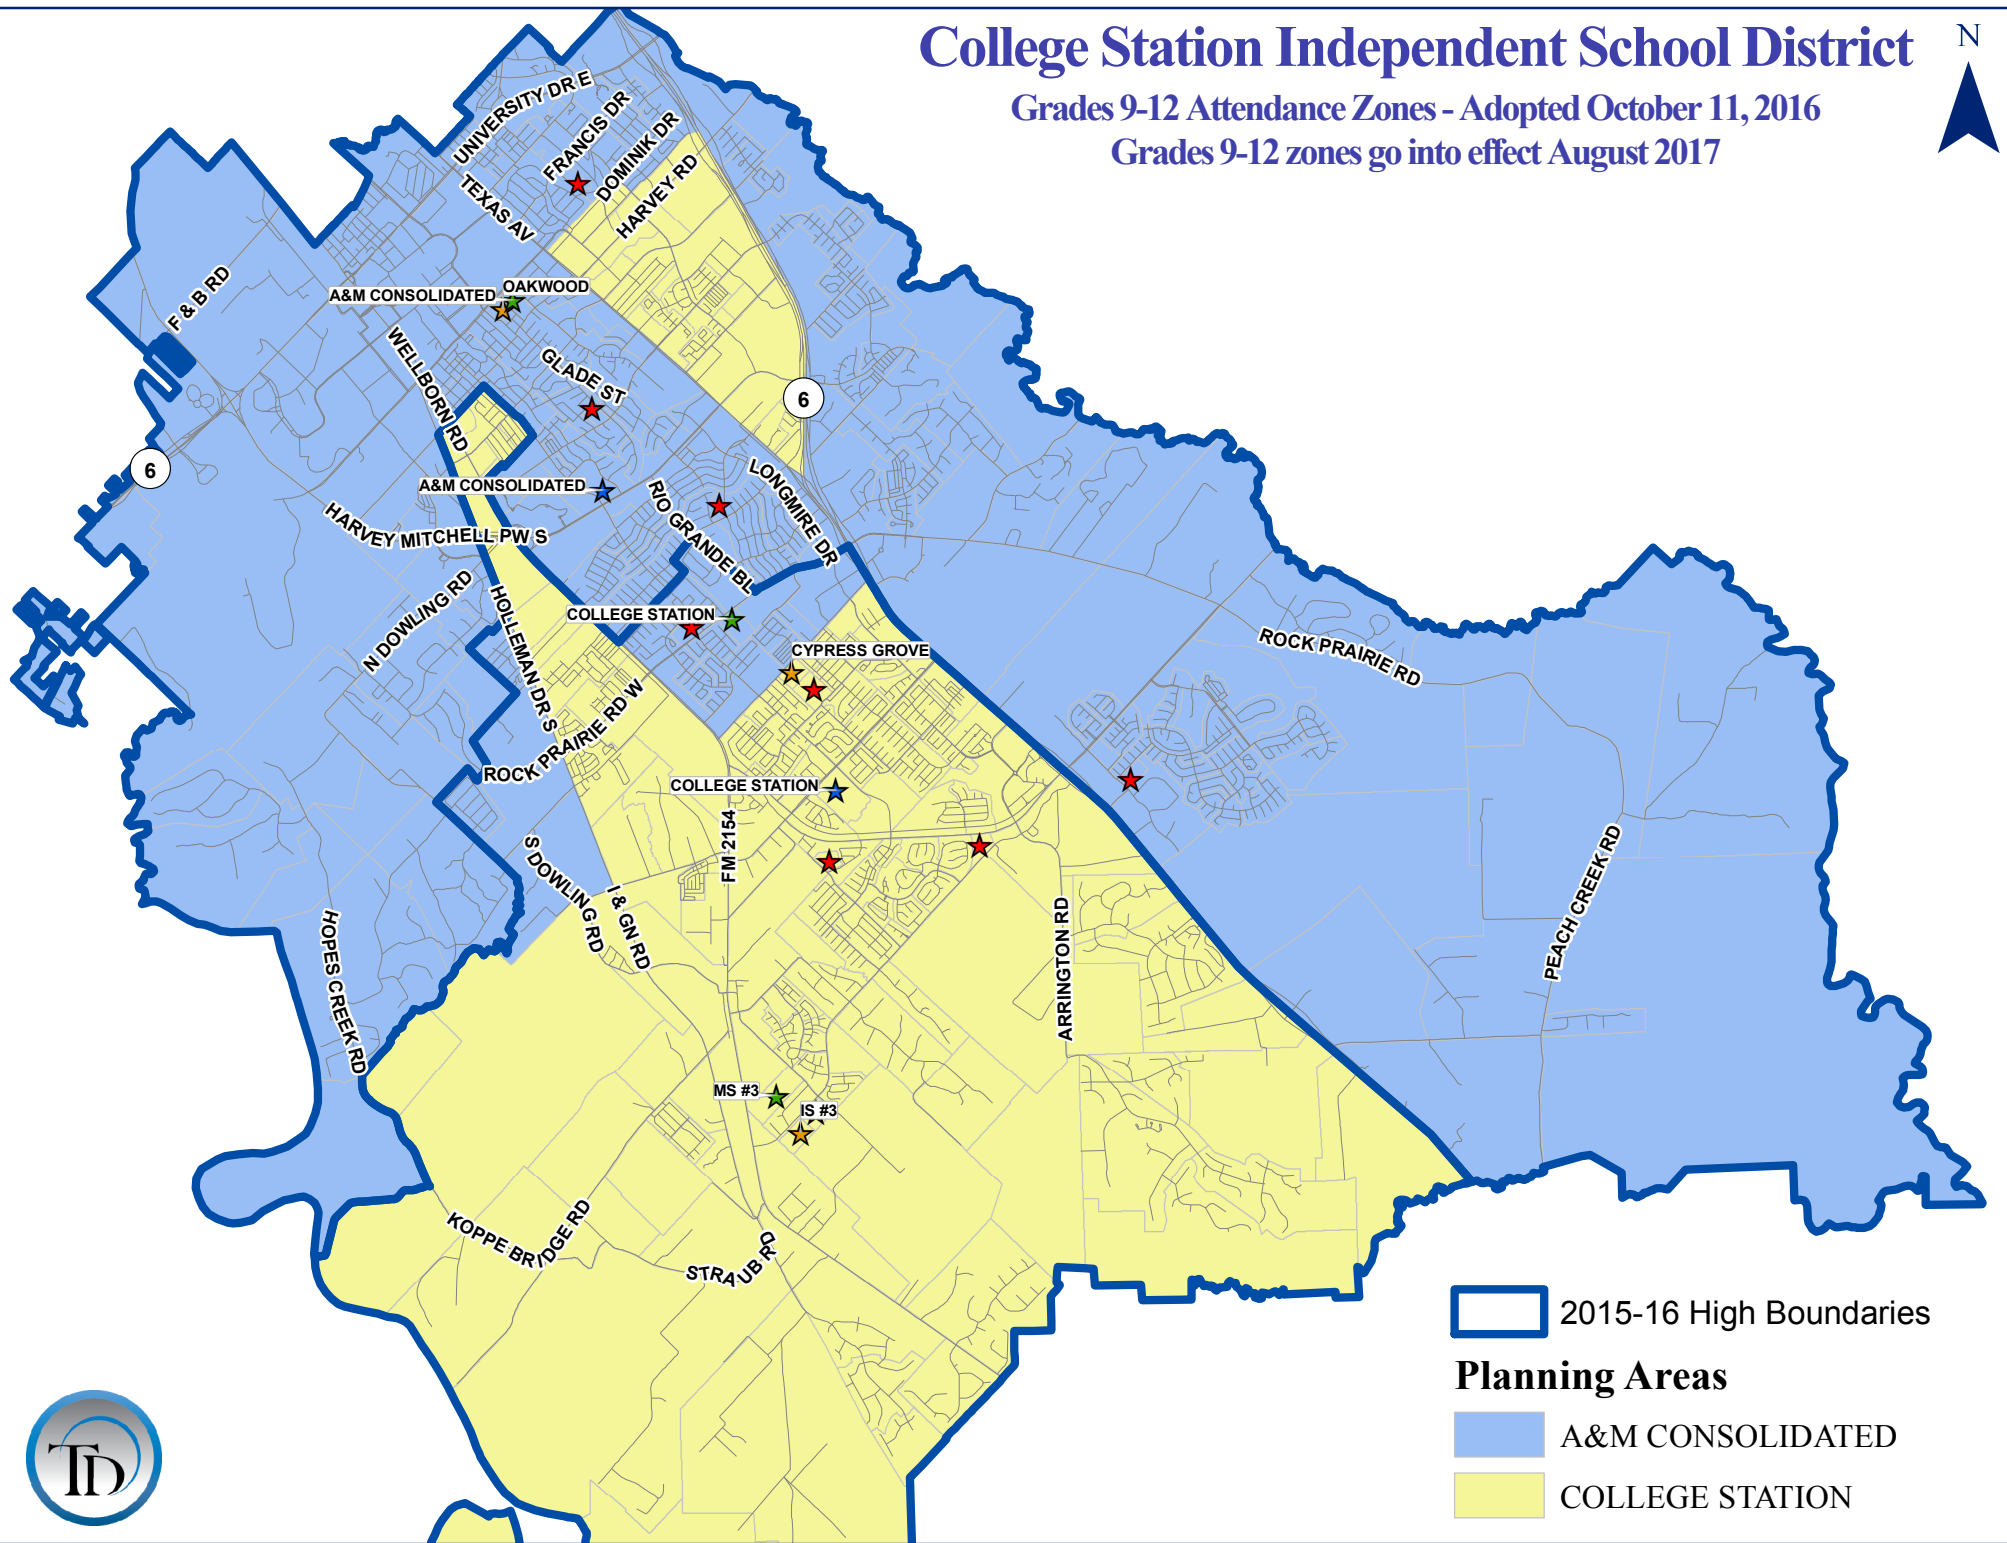 College Station Independent School District
N
Grades 9-12 Attendance Zones - Adopted October 11, 2016
Grades 9-12 zones go into effect August 2017
UNIVERSITY DR E
FRANCIS DR
DOMINIK DR
HARVEY RD
TEXAS AV
F & B RD
A&M CONSOLIDATED
OAKWOOD
WELLBORN RD
GLADE ST
6
6
A&M CONSOLIDATED
LONGMIRE DR
RIO GRANDE BL
HARVEY MITCHELL PW S
N DOWLING RD
HOLLEMAN DR S
COLLEGE STATION
CYPRESS GROVE
ROCK PRAIRIE RD
ROCK PRAIRIE RD W
COLLEGE STATION
FM 2154
S DOWLING RD
I & GN RD
ARRINGTON RD
PEACH CREEK RD
HOPES CREEK RD
MS #3
IS #3
KOPPE BRIDGE RD
STRAUB RD
2015-16 High Boundaries
Planning Areas
A&M CONSOLIDATED
COLLEGE STATION
TD